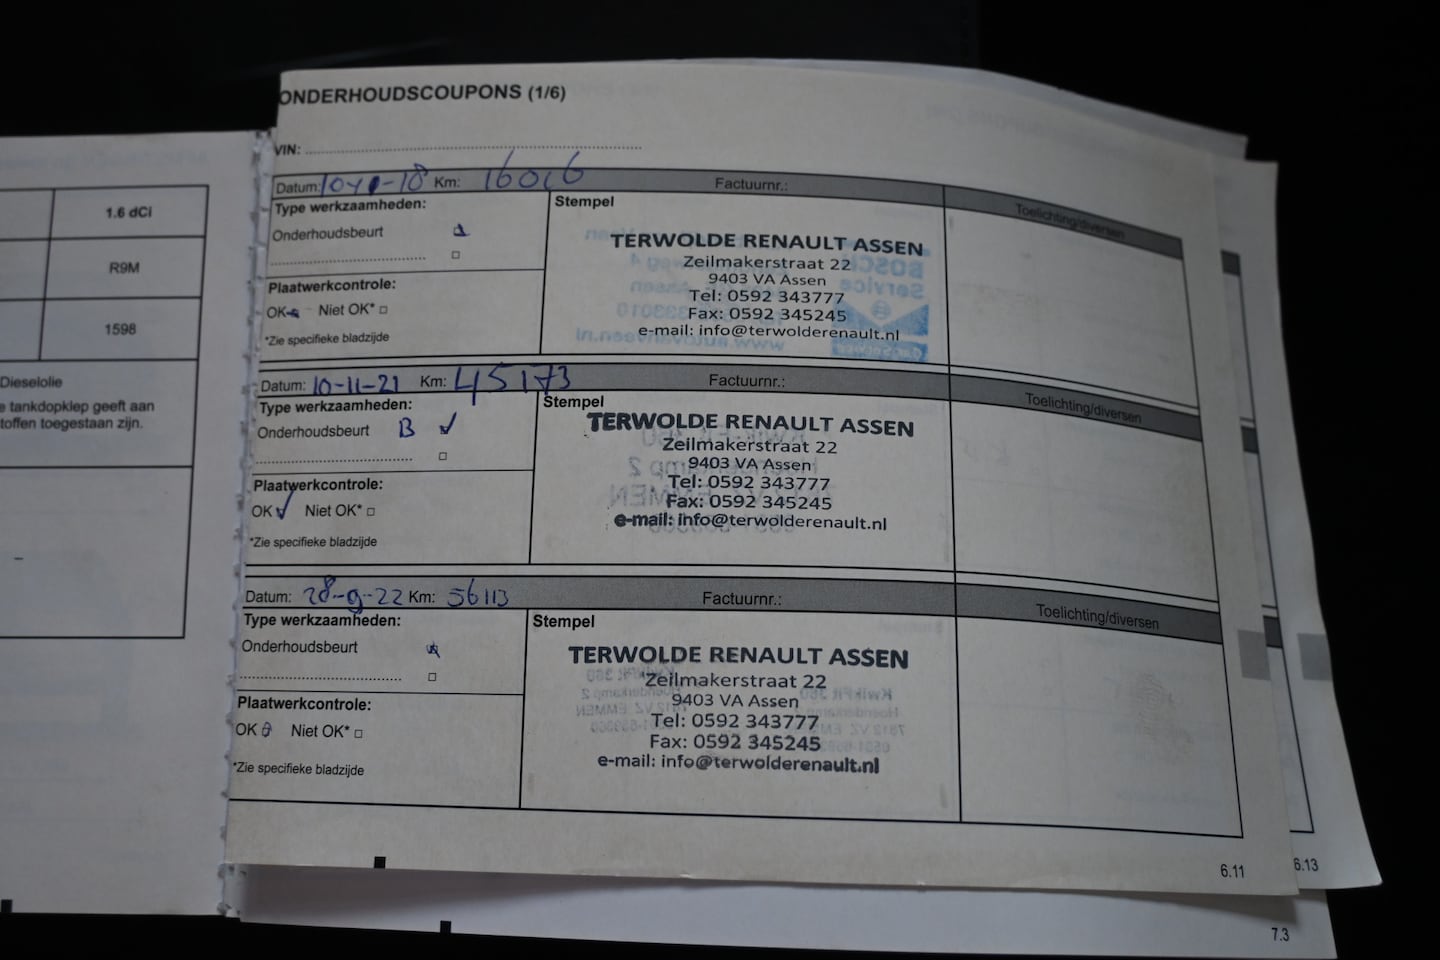 1.6 dCi
R9M
1598
Dieselolie
e tankdopklep geeft aan
toffen toegestaan zijn.
-
ONDERHOUDSCOUPONS (1/6)
VIN:
Datum: Km: 16016 Factuurnr.: Toelichting/diversen
Type werkzaamheden:
Onderhoudsbeurt
Plaatwerkcontrole:
OK Niet OK*
*Zie specifieke bladzijde
Stempel
TERWOLDE RENAULT ASSEN
Zeilmakerstraat 22
9403 VA Assen
Tel: 0592 343777
Fax: 0592 345245
e-mail: info@terwolderenault.nl
Datum: 10-11-21 Km: 45173 Factuurnr.: Toelichting/diversen
Type werkzaamheden:
Onderhoudsbeurt B ✓
Plaatwerkcontrole:
OK ✓ Niet OK*
*Zie specifieke bladzijde
Stempel
TERWOLDE RENAULT ASSEN
Zeilmakerstraat 22
9403 VA Assen
Tel: 0592 343777
Fax: 0592 345245
e-mail: info@terwolderenault.nl
Datum: 28-9-22 Km: 56113 Factuurnr.: Toelichting/diversen
Type werkzaamheden:
Onderhoudsbeurt
Plaatwerkcontrole:
OK Niet OK*
*Zie specifieke bladzijde
Stempel
TERWOLDE RENAULT ASSEN
Zeilmakerstraat 22
9403 VA Assen
Tel: 0592 343777
Fax: 0592 345245
e-mail: info@terwolderenault.nl
6.11
6.13
7.3